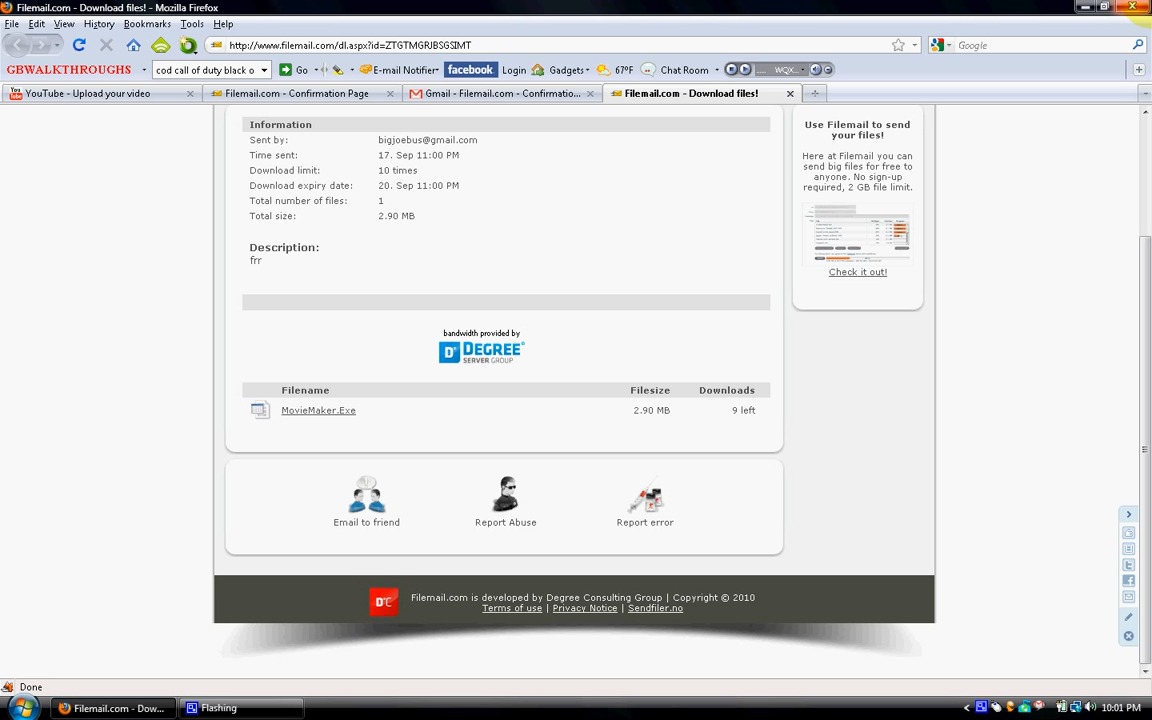 Filemail.com - Download files! - Mozilla Firefox
File Edit View History Bookmarks Tools Help
http://www.filemail.com/dl.aspx?id=ZTGTMGRJBSGSIMT
Google
GBWALKTHROUGHS
cod call of duty black o
Go
E-mail Notifier
facebook
Login
Gadgets
67°F
Chat Room
WQX...
YouTube - Upload your video
Filemail.com - Confirmation Page
Gmail - Filemail.com - Confirmatio...
Filemail.com - Download files!
Information
Sent by: bigjoebus@gmail.com
Time sent: 17. Sep 11:00 PM
Download limit: 10 times
Download expiry date: 20. Sep 11:00 PM
Total number of files: 1
Total size: 2.90 MB
Description:
frr
bandwidth provided by
DEGREE
SERVER GROUP
Filename Filesize Downloads
MovieMaker.Exe 2.90 MB 9 left
Email to friend Report Abuse Report error
Use Filemail to send
your files!
Here at Filemail you can
send big files for free to
anyone. No sign-up
required, 2 GB file limit.
Check it out!
Filemail.com is developed by Degree Consulting Group | Copyright © 2010
Terms of use | Privacy Notice | Sendfiler.no
Done
Filemail.com - Dow...
Flashing
10:01 PM